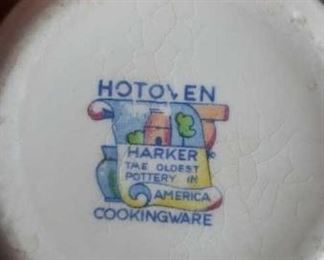 HOTOVEN
HARKER
THE OLDEST
POTTERY IN
AMERICA
COOKINGWARE